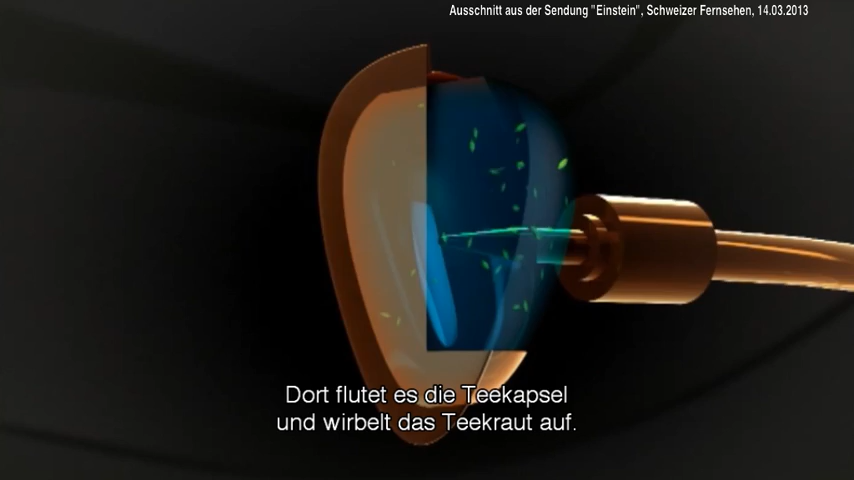 Ausschnitt aus der Sendung "Einstein", Schweizer Fernsehen, 14.03.2013
Dort flutet es die Teekapsel
und wirbelt das Teekraut auf.